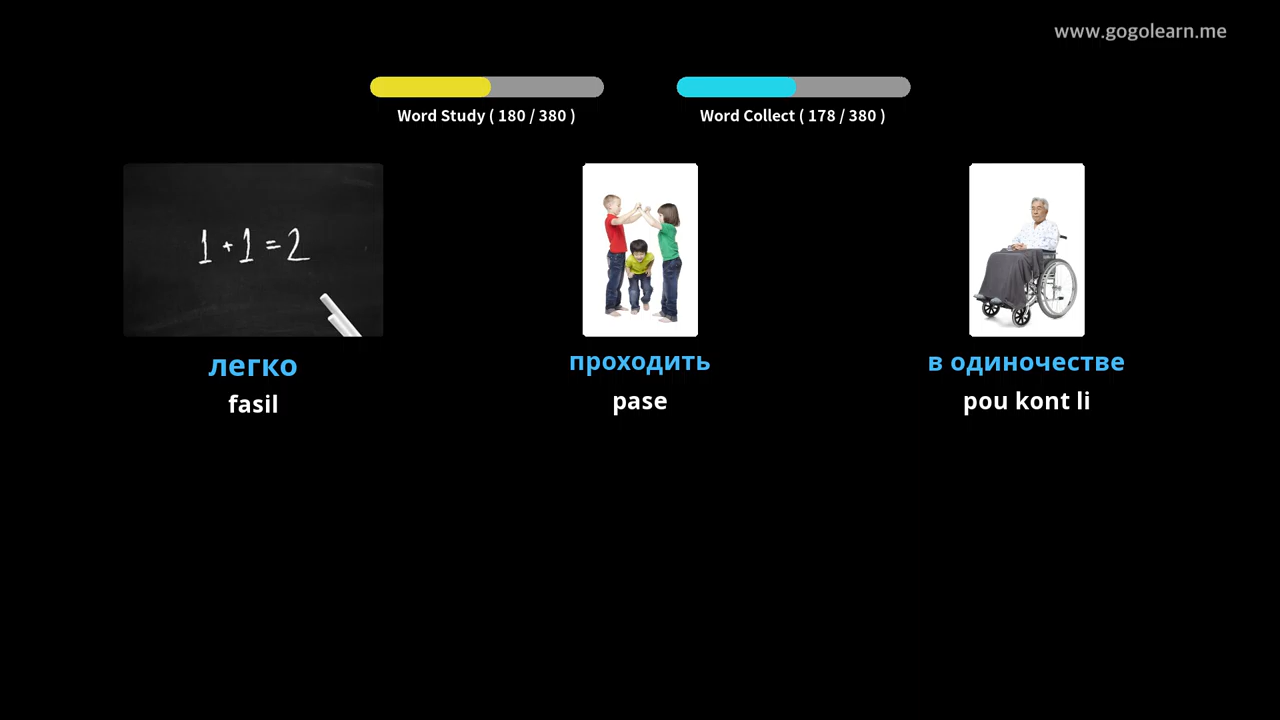 www.gogolearn.me
Word Study ( 180 / 380 )
Word Collect ( 178 / 380 )
1 + 1 = 2
легко
fasil
проходить
pase
в одиночестве
pou kont li